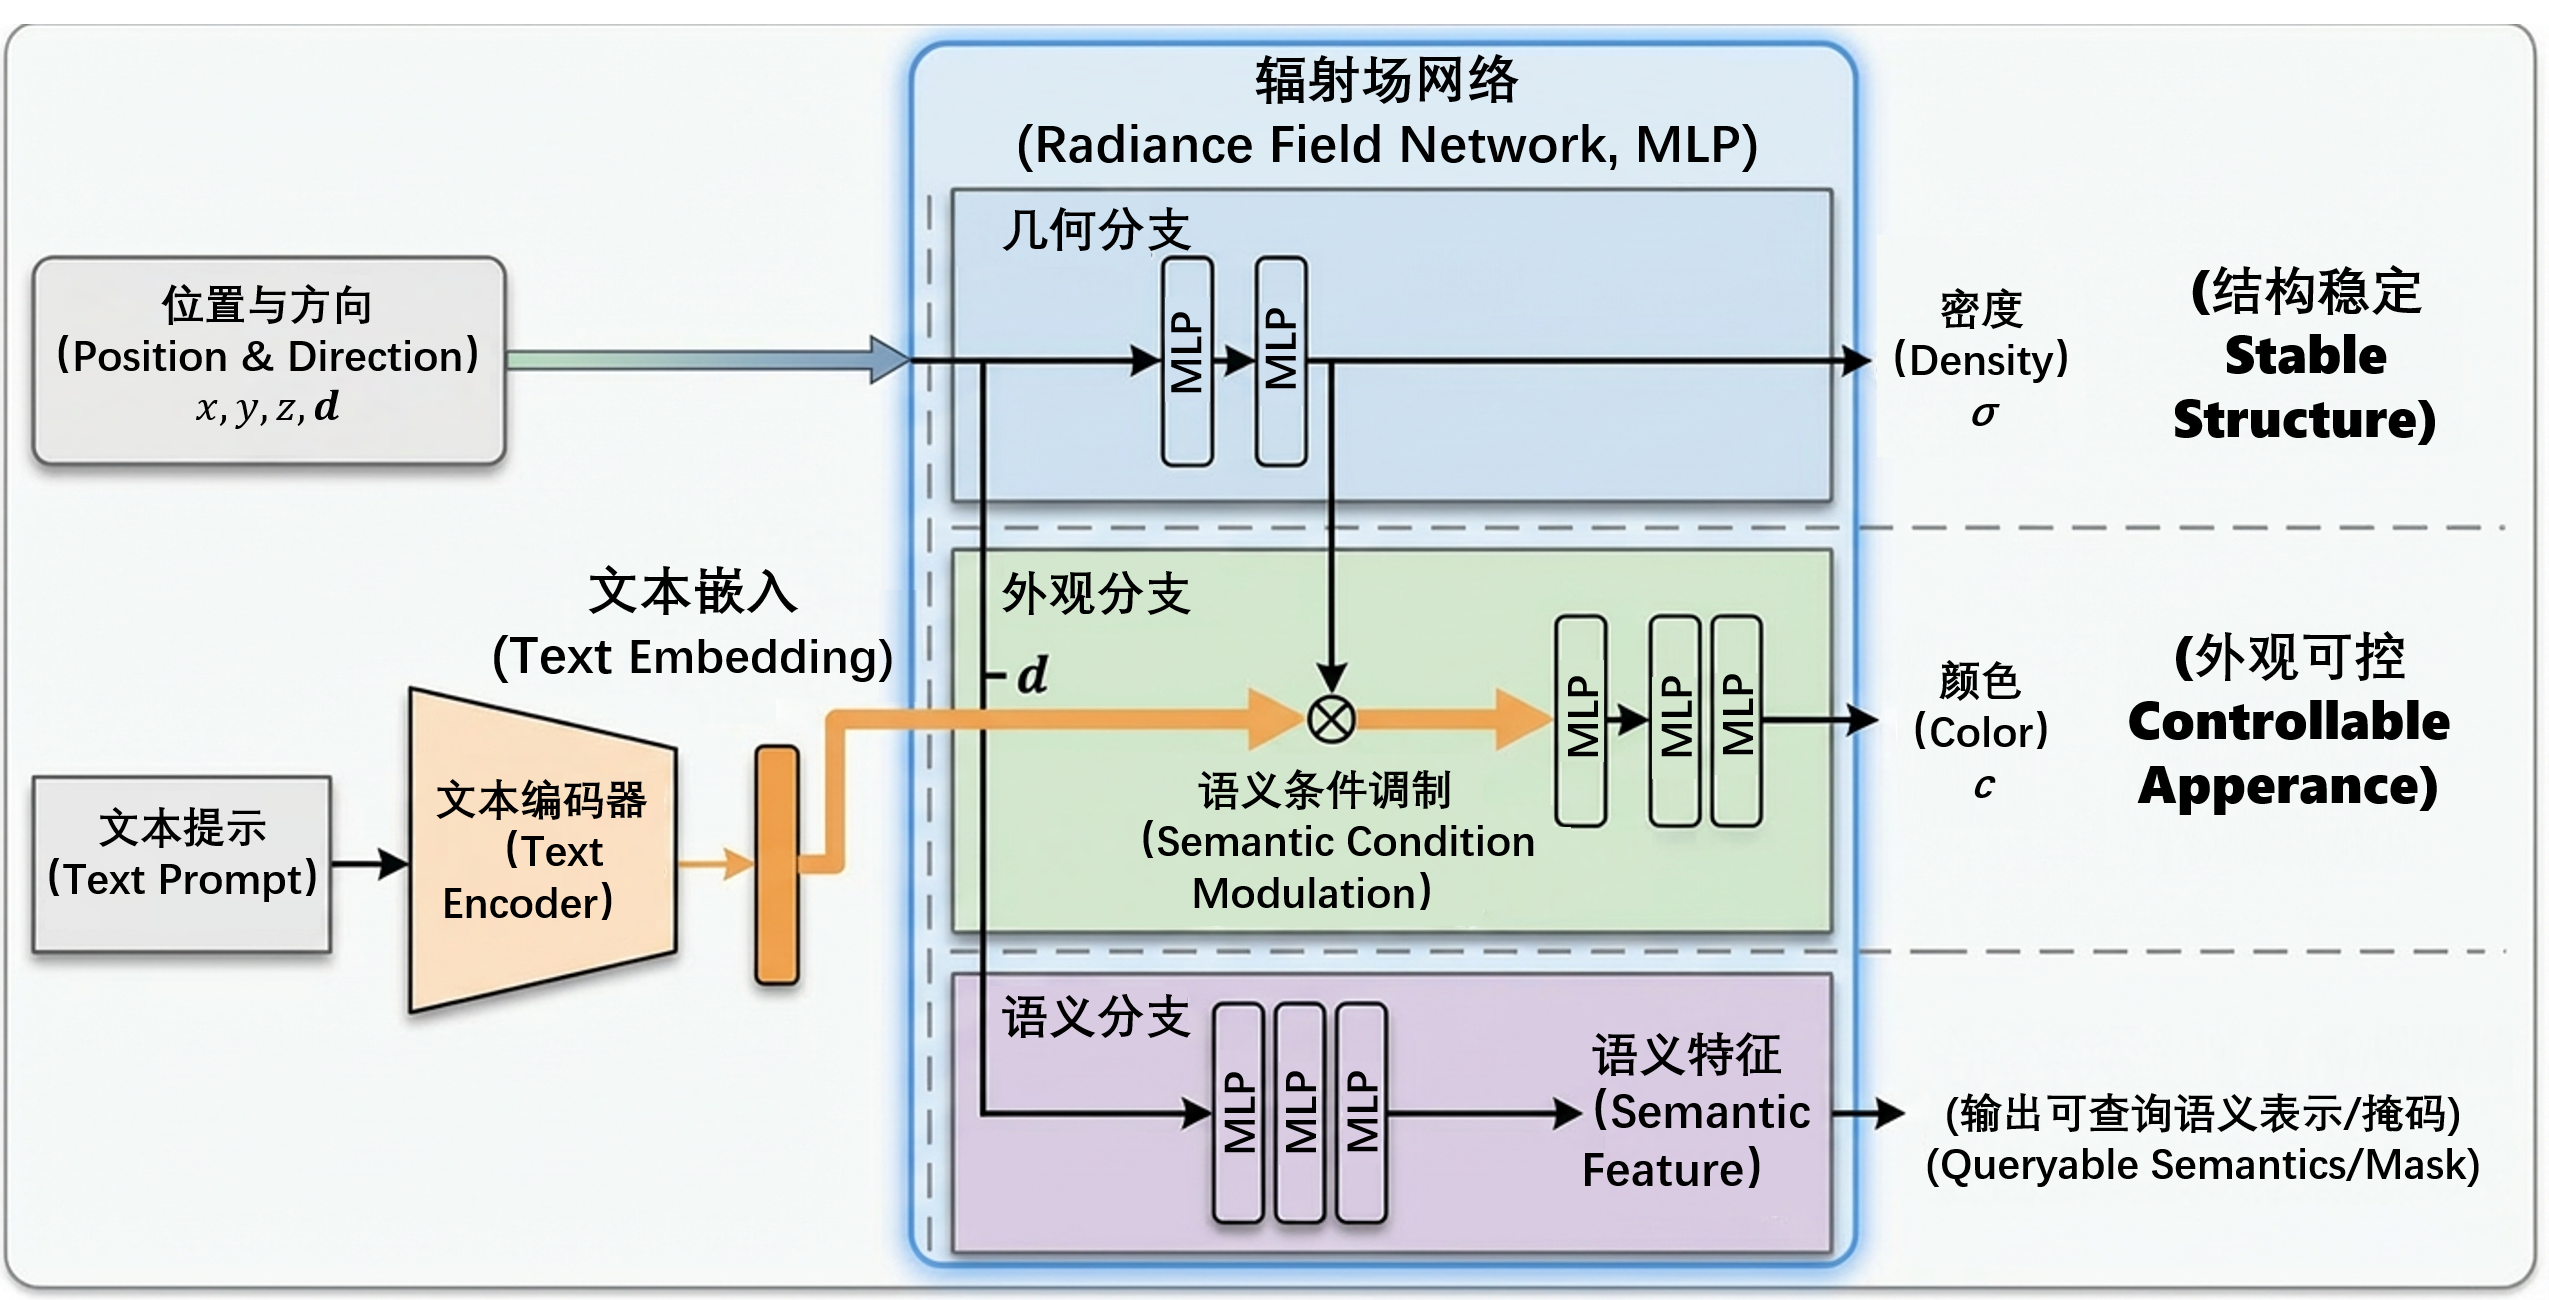 辐射场网络
(Radiance Field Network, MLP)
几何分支
MLP
MLP
位置与方向
(Position & Direction)
x, y, z, d
密度
(Density)
σ
(结构稳定
Stable
Structure)
文本嵌入
(Text Embedding)
外观分支
d
MLP
MLP
MLP
语义条件调制
(Semantic Condition
Modulation)
颜色
(Color)
c
(外观可控
Controllable
Apperance)
文本提示
(Text Prompt)
文本编码器
(Text
Encoder)
语义分支
MLP
MLP
MLP
语义特征
(Semantic
Feature)
(输出可查询语义表示/掩码)
(Queryable Semantics/Mask)